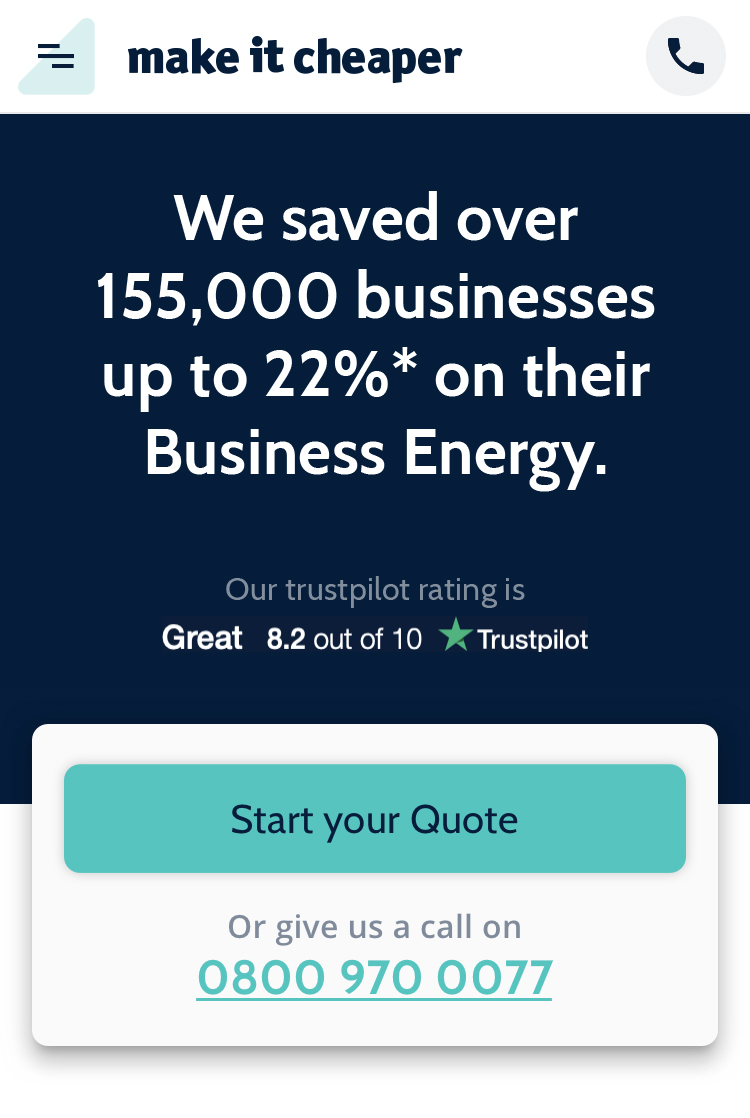 make it cheaper
We saved over
155,000 businesses
up to 22%* on their
Business Energy.
Our trustpilot rating is
Great 8.2 out of 10 Trustpilot
Start your Quote
Or give us a call on
0800 970 0077